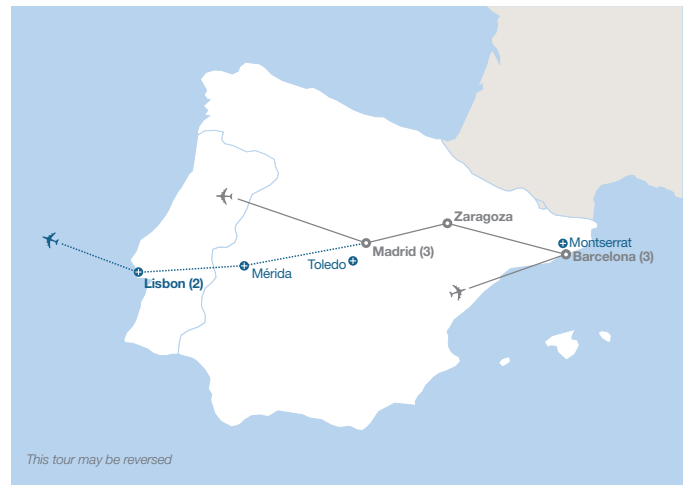 Zaragoza
Montserrat
Madrid (3)
Barcelona (3)
Toledo
Mérida
Lisbon (2)
This tour may be reversed